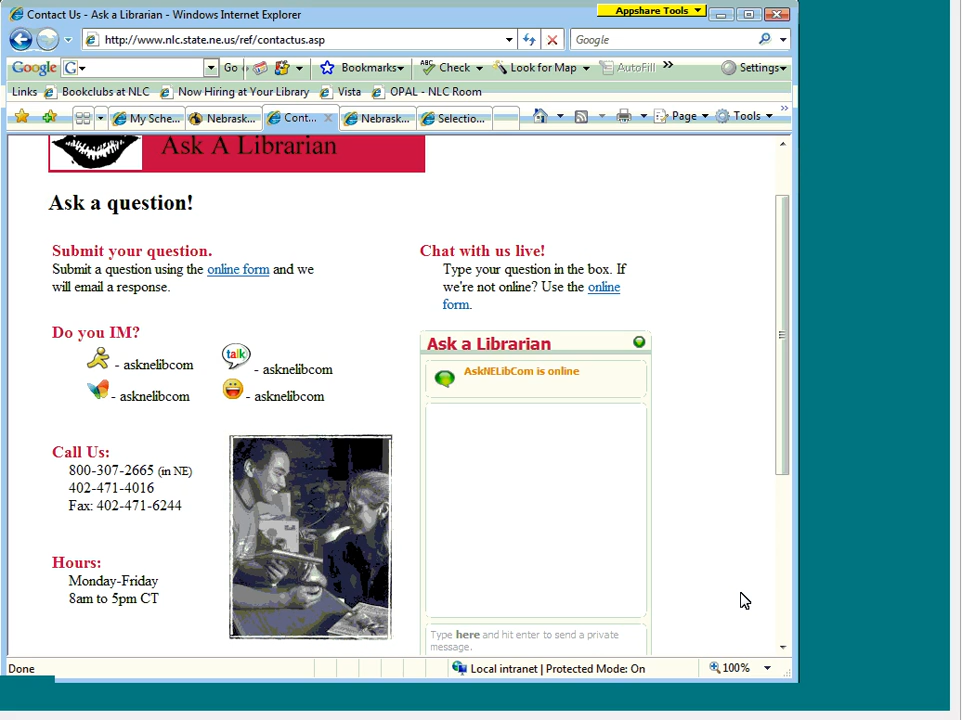 Contact Us - Ask a Librarian - Windows Internet Explorer
Appshare Tools
http://www.nlc.state.ne.us/ref/contactus.asp
Google
Google G Go Bookmarks ABC Check Look for Map AutoFill » Settings
Links Bookclubs at NLC Now Hiring at Your Library Vista OPAL - NLC Room
My Sche... Nebrask... Cont... Nebrask... Selectio... Page Tools »
Ask A Librarian
Ask a question!
Submit your question.
Submit a question using the online form and we
will email a response.
Chat with us live!
Type your question in the box. If
we're not online? Use the online
form.
Do you IM?
- asknelibcom
talk - asknelibcom
- asknelibcom
- asknelibcom
Ask a Librarian
AskNELibCom is online
Call Us:
800-307-2665 (in NE)
402-471-4016
Fax: 402-471-6244
Hours:
Monday-Friday
8am to 5pm CT
Type here and hit enter to send a private
message.
Done
Local intranet | Protected Mode: On
100%